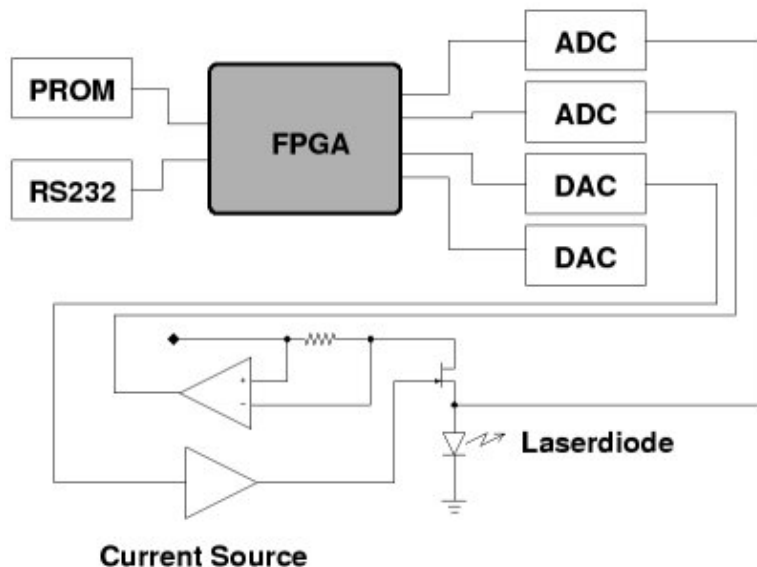 ADC
PROM
ADC
FPGA
RS232
DAC
DAC
+
−
Laserdiode
Current Source